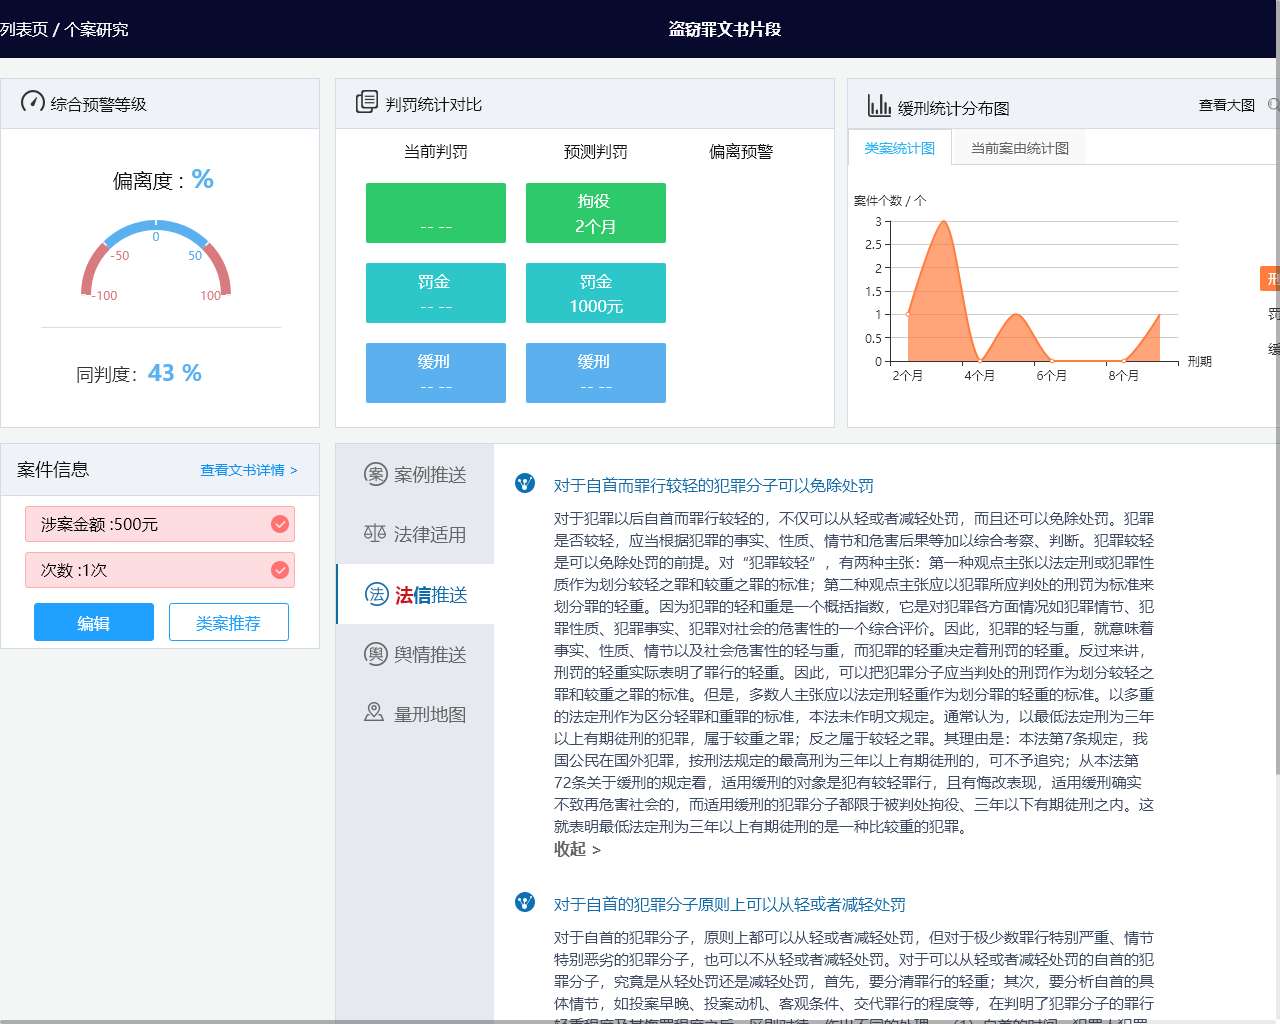 列表页 / 个案研究
盗窃罪文书片段
综合预警等级
偏离度 : %
0
-50
50
-100
100
同判度: 43 %
判罚统计对比
当前判罚
预测判罚
偏离预警
-- --
拘役
2个月
罚金
-- --
罚金
1000元
缓刑
-- --
缓刑
-- --
缓刑统计分布图
查看大图
类案统计图
当前案由统计图
案件个数 / 个
3
2.5
2
1.5
1
0.5
0
2个月
4个月
6个月
8个月
刑期
刑
罚
缓
案件信息
查看文书详情 >
涉案金额 :500元
次数 :1次
编辑
类案推荐
案 案例推送
法律适用
法 法信推送
舆 舆情推送
量刑地图
对于自首而罪行较轻的犯罪分子可以免除处罚
对于犯罪以后自首而罪行较轻的，不仅可以从轻或者减轻处罚，而且还可以免除处罚。犯罪
是否较轻，应当根据犯罪的事实、性质、情节和危害后果等加以综合考察、判断。犯罪较轻
是可以免除处罚的前提。对“犯罪较轻”，有两种主张：第一种观点主张以法定刑或犯罪性
质作为划分较轻之罪和较重之罪的标准；第二种观点主张应以犯罪所应判处的刑罚为标准来
划分罪的轻重。因为犯罪的轻和重是一个概括指数，它是对犯罪各方面情况如犯罪情节、犯
罪性质、犯罪事实、犯罪对社会的危害性的一个综合评价。因此，犯罪的轻与重，就意味着
事实、性质、情节以及社会危害性的轻与重，而犯罪的轻重决定着刑罚的轻重。反过来讲，
刑罚的轻重实际表明了罪行的轻重。因此，可以把犯罪分子应当判处的刑罚作为划分较轻之
罪和较重之罪的标准。但是，多数人主张应以法定刑轻重作为划分罪的轻重的标准。以多重
的法定刑作为区分轻罪和重罪的标准，本法未作明文规定。通常认为，以最低法定刑为三年
以上有期徒刑的犯罪，属于较重之罪；反之属于较轻之罪。其理由是：本法第7条规定，我
国公民在国外犯罪，按刑法规定的最高刑为三年以上有期徒刑的，可不予追究；从本法第
72条关于缓刑的规定看，适用缓刑的对象是犯有较轻罪行，且有悔改表现，适用缓刑确实
不致再危害社会的，而适用缓刑的犯罪分子都限于被判处拘役、三年以下有期徒刑之内。这
就表明最低法定刑为三年以上有期徒刑的是一种比较重的犯罪。
收起 >
对于自首的犯罪分子原则上可以从轻或者减轻处罚
对于自首的犯罪分子，原则上都可以从轻或者减轻处罚，但对于极少数罪行特别严重、情节
特别恶劣的犯罪分子，也可以不从轻或者减轻处罚。对于可以从轻或者减轻处罚的自首的犯
罪分子，究竟是从轻处罚还是减轻处罚，首先，要分清罪行的轻重；其次，要分析自首的具
体情节，如投案早晚、投案动机、客观条件、交代罪行的程度等，在判明了犯罪分子的罪行